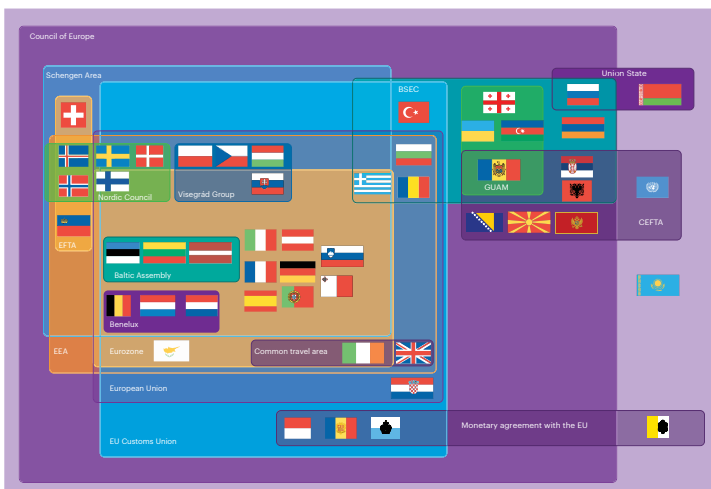 Council of Europe
Schengen Area
Union State
BSEC
Nordic Council
Visegrád Group
GUAM
CEFTA
EFTA
Baltic Assembly
Benelux
EEA
Eurozone
Common travel area
European Union
EU Customs Union
Monetary agreement with the EU